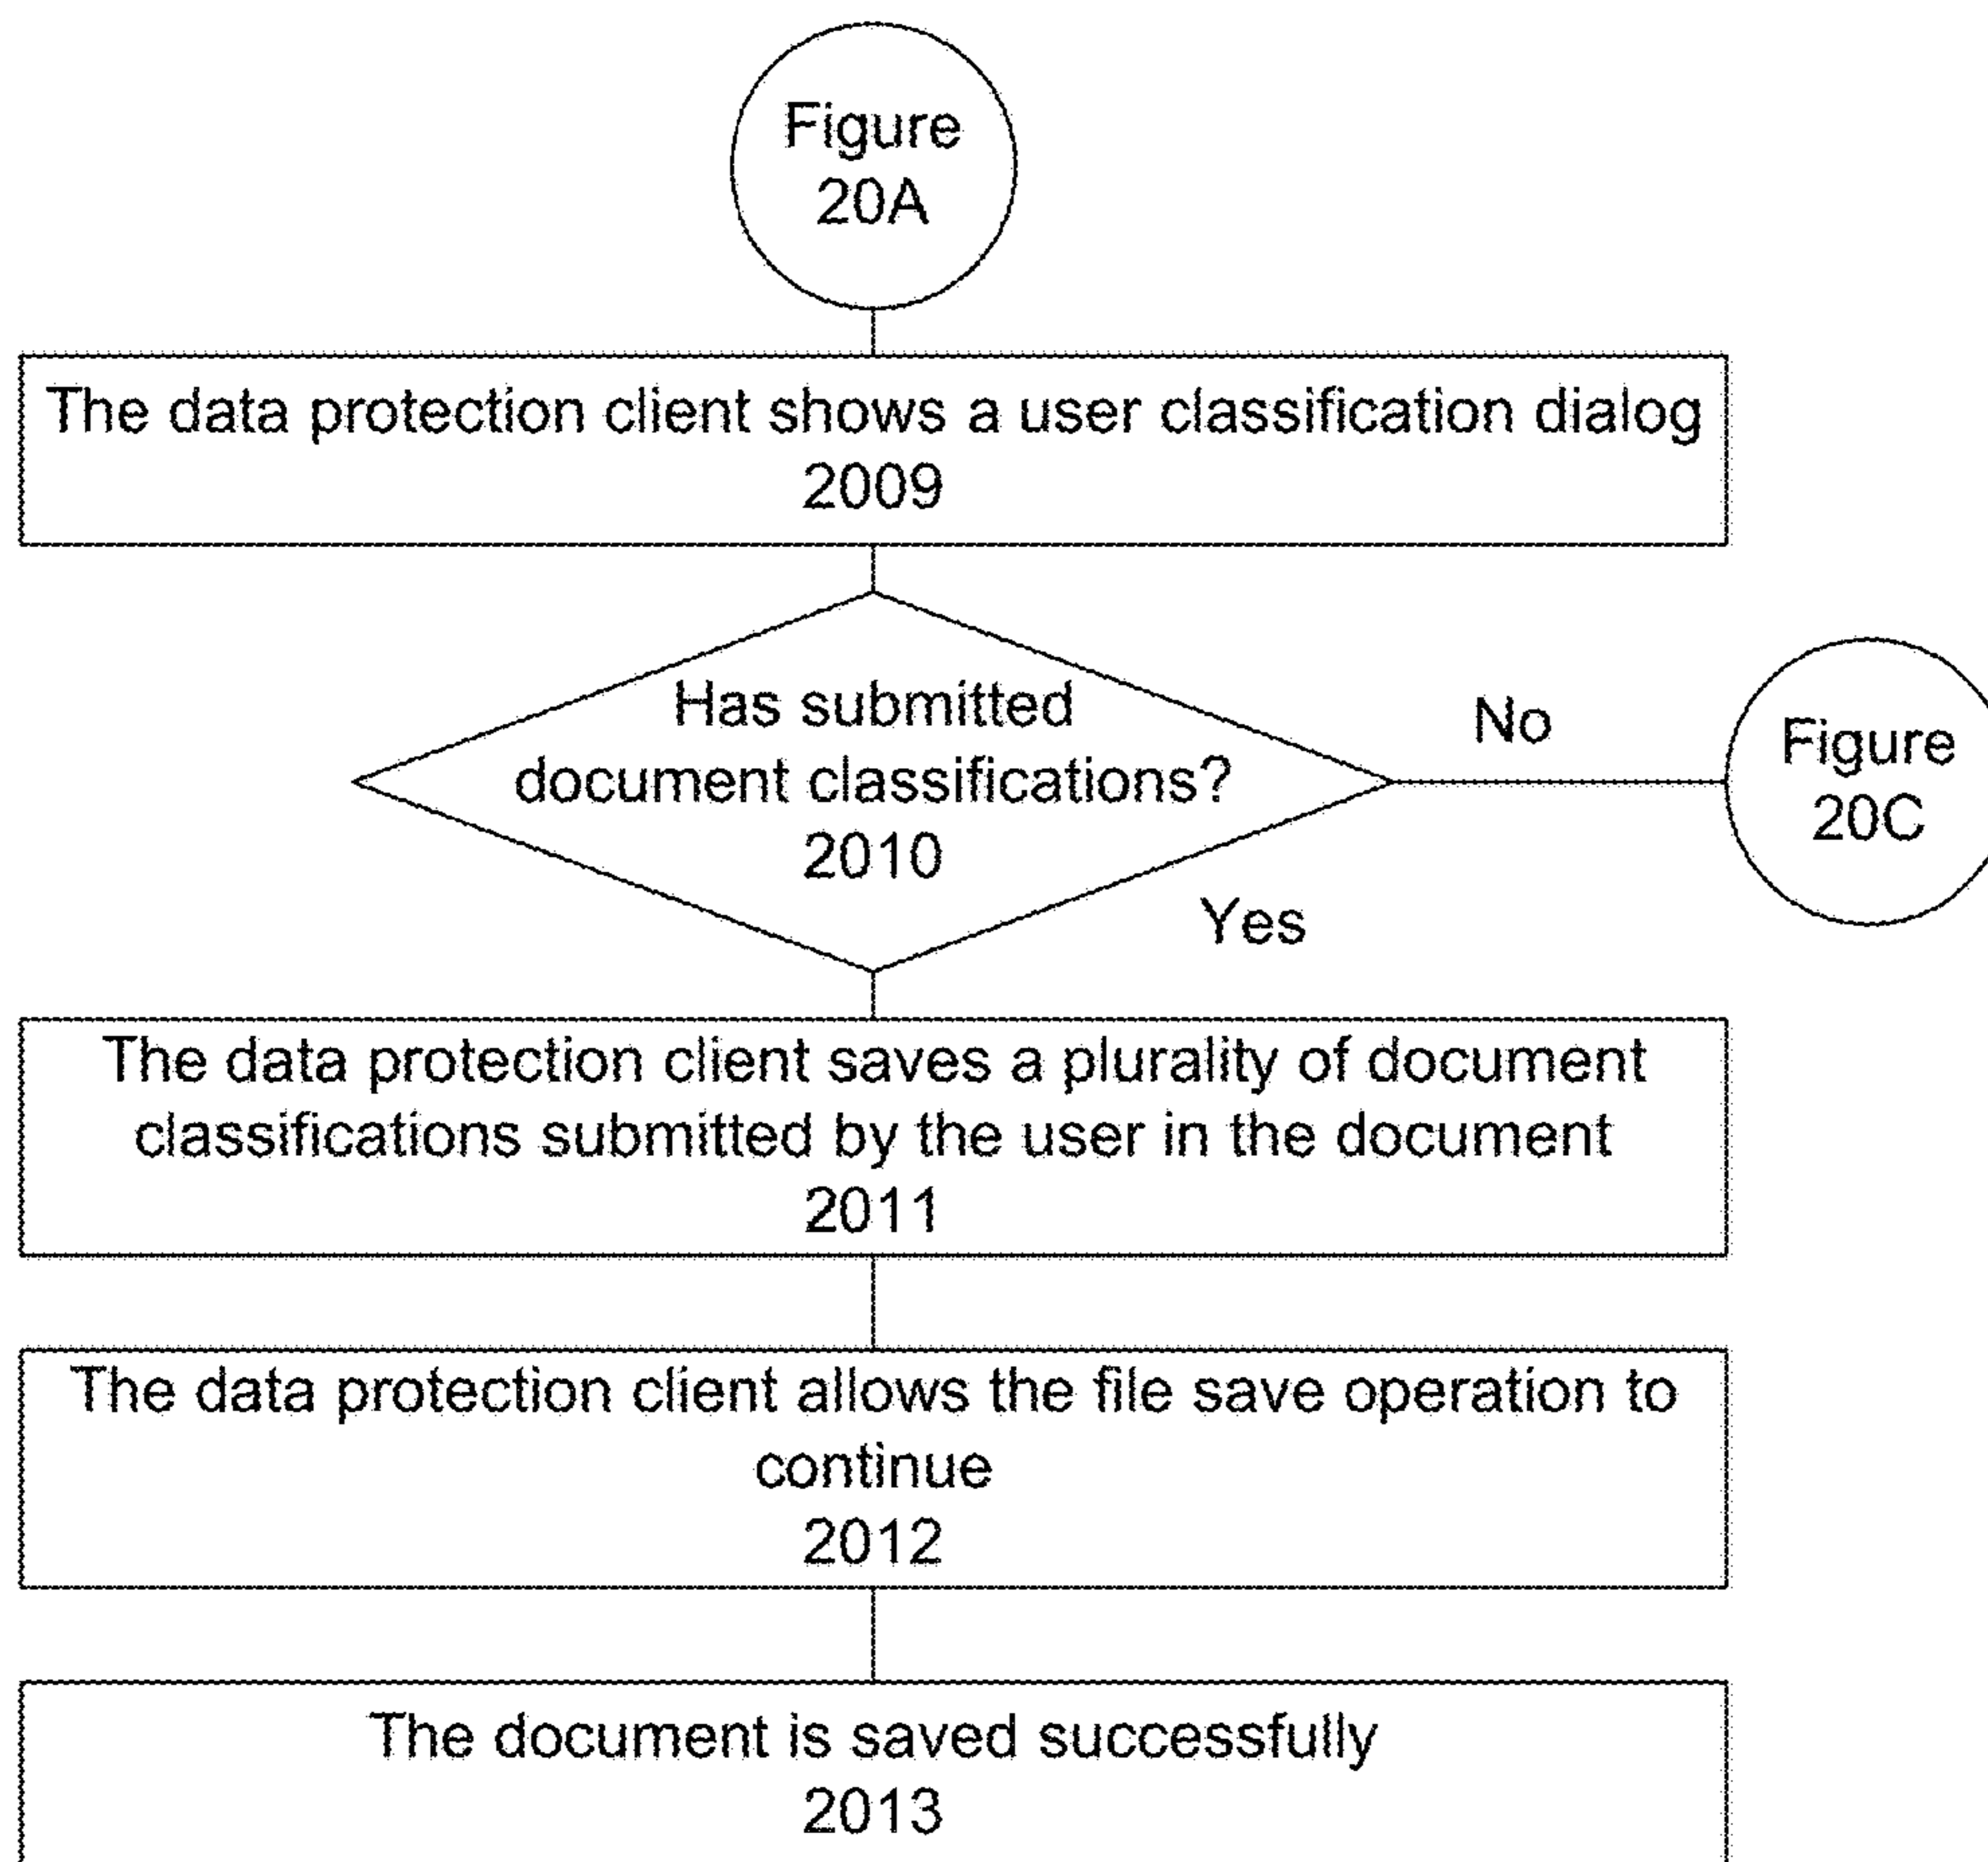 Figure
20A
The data protection client shows a user classification dialog
2009
Has submitted
document classifications?
2010
No
Figure
20C
Yes
The data protection client saves a plurality of document
classifications submitted by the user in the document
2011
The data protection client allows the file save operation to
continue
2012
The document is saved successfully
2013